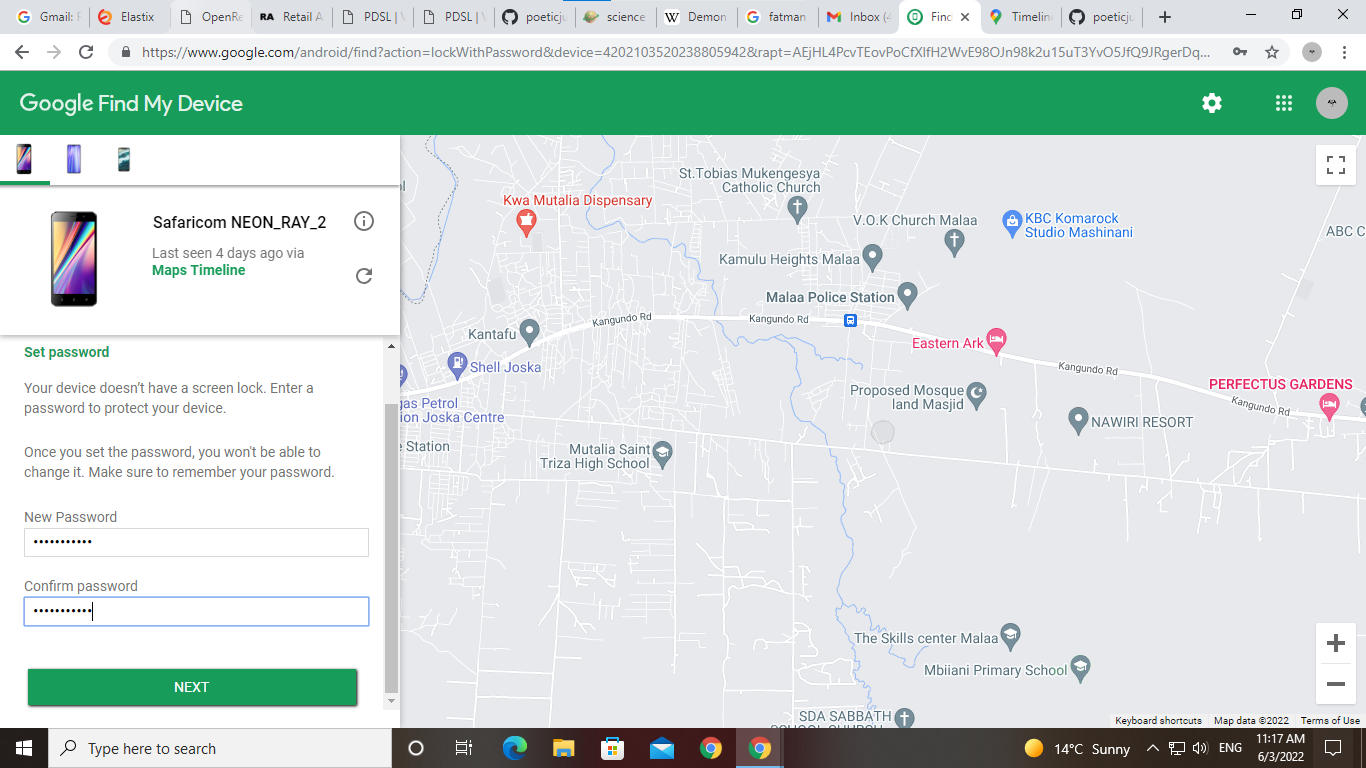 Gmail: F
Elastix
OpenRe
Retail A
PDSL | V
PDSL | V
poeticju
science
Demon
fatman
Inbox (4
Find
Timeline
poeticju
https://www.google.com/android/find?action=lockWithPassword&device=4202103520238805942&rapt=AEjHL4PcvTEovPoCfXlfH2WvE98OJn98k2u15uT3YvO5JfQ9JRgerDq...
Google Find My Device
Safaricom NEON_RAY_2
Last seen 4 days ago via
Maps Timeline
Set password
Your device doesn't have a screen lock. Enter a
password to protect your device.
Once you set the password, you won't be able to
change it. Make sure to remember your password.
New Password
•••••••••••
Confirm password
•••••••••••
NEXT
St.Tobias Mukengesya
Catholic Church
Kwa Mutalia Dispensary
V.O.K Church Malaa
KBC Komarock
Studio Mashinani
ABC C
Kamulu Heights Malaa
Malaa Police Station
Kangundo Rd
Kangundo Rd
Kantafu
Eastern Ark
Shell Joska
Kangundo Rd
PERFECTUS GARDENS
Kangundo Rd
Proposed Mosque
land Masjid
gas Petrol
ion Joska Centre
NAWIRI RESORT
e Station
Mutalia Saint
Triza High School
The Skills center Malaa
Mbiiani Primary School
SDA SABBATH
SCHOOL CHURCH
Keyboard shortcuts
Map data ©2022
Terms of Use
Type here to search
14°C Sunny
ENG
11:17 AM
6/3/2022